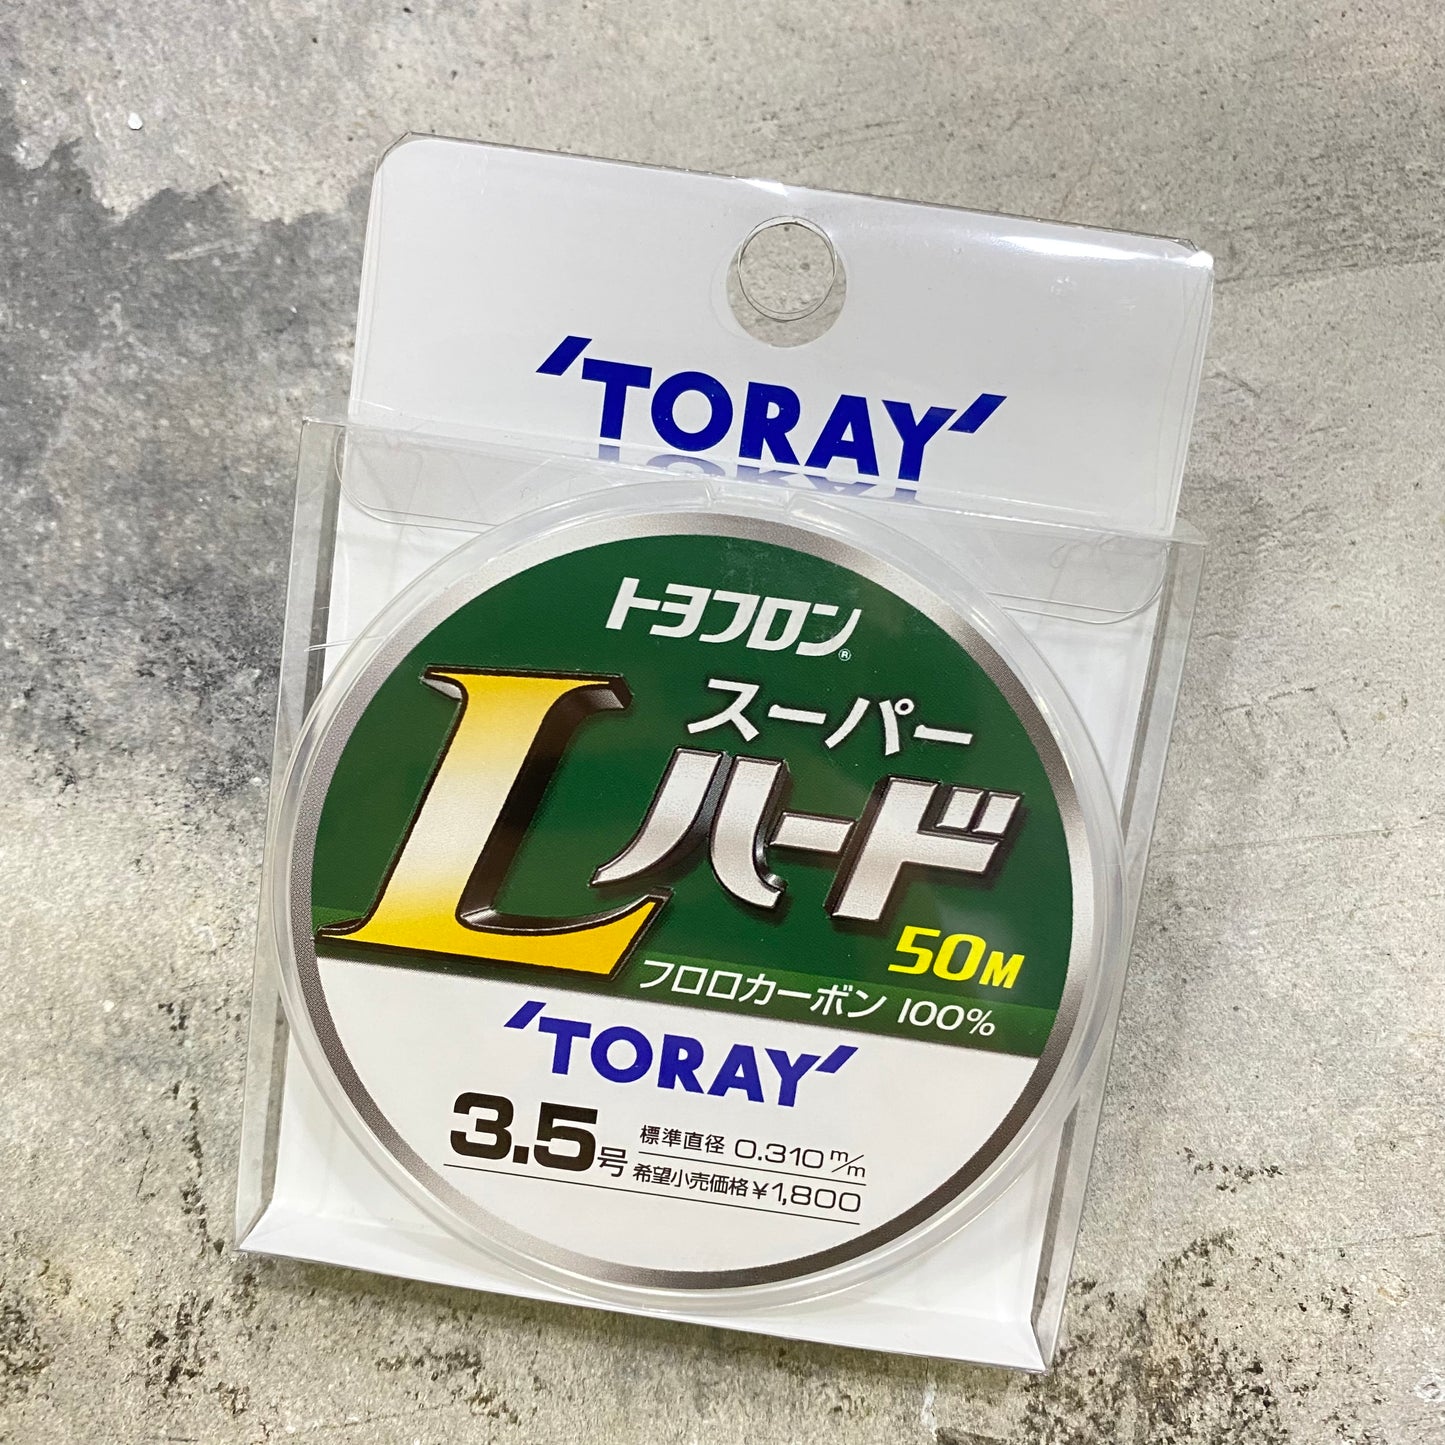 'TORAY'
トヨフロン®
スーパー
Lハード
50M
フロロカーボン 100%
'TORAY'
3.5号
標準直径 0.310m/m
希望小売価格¥1,800